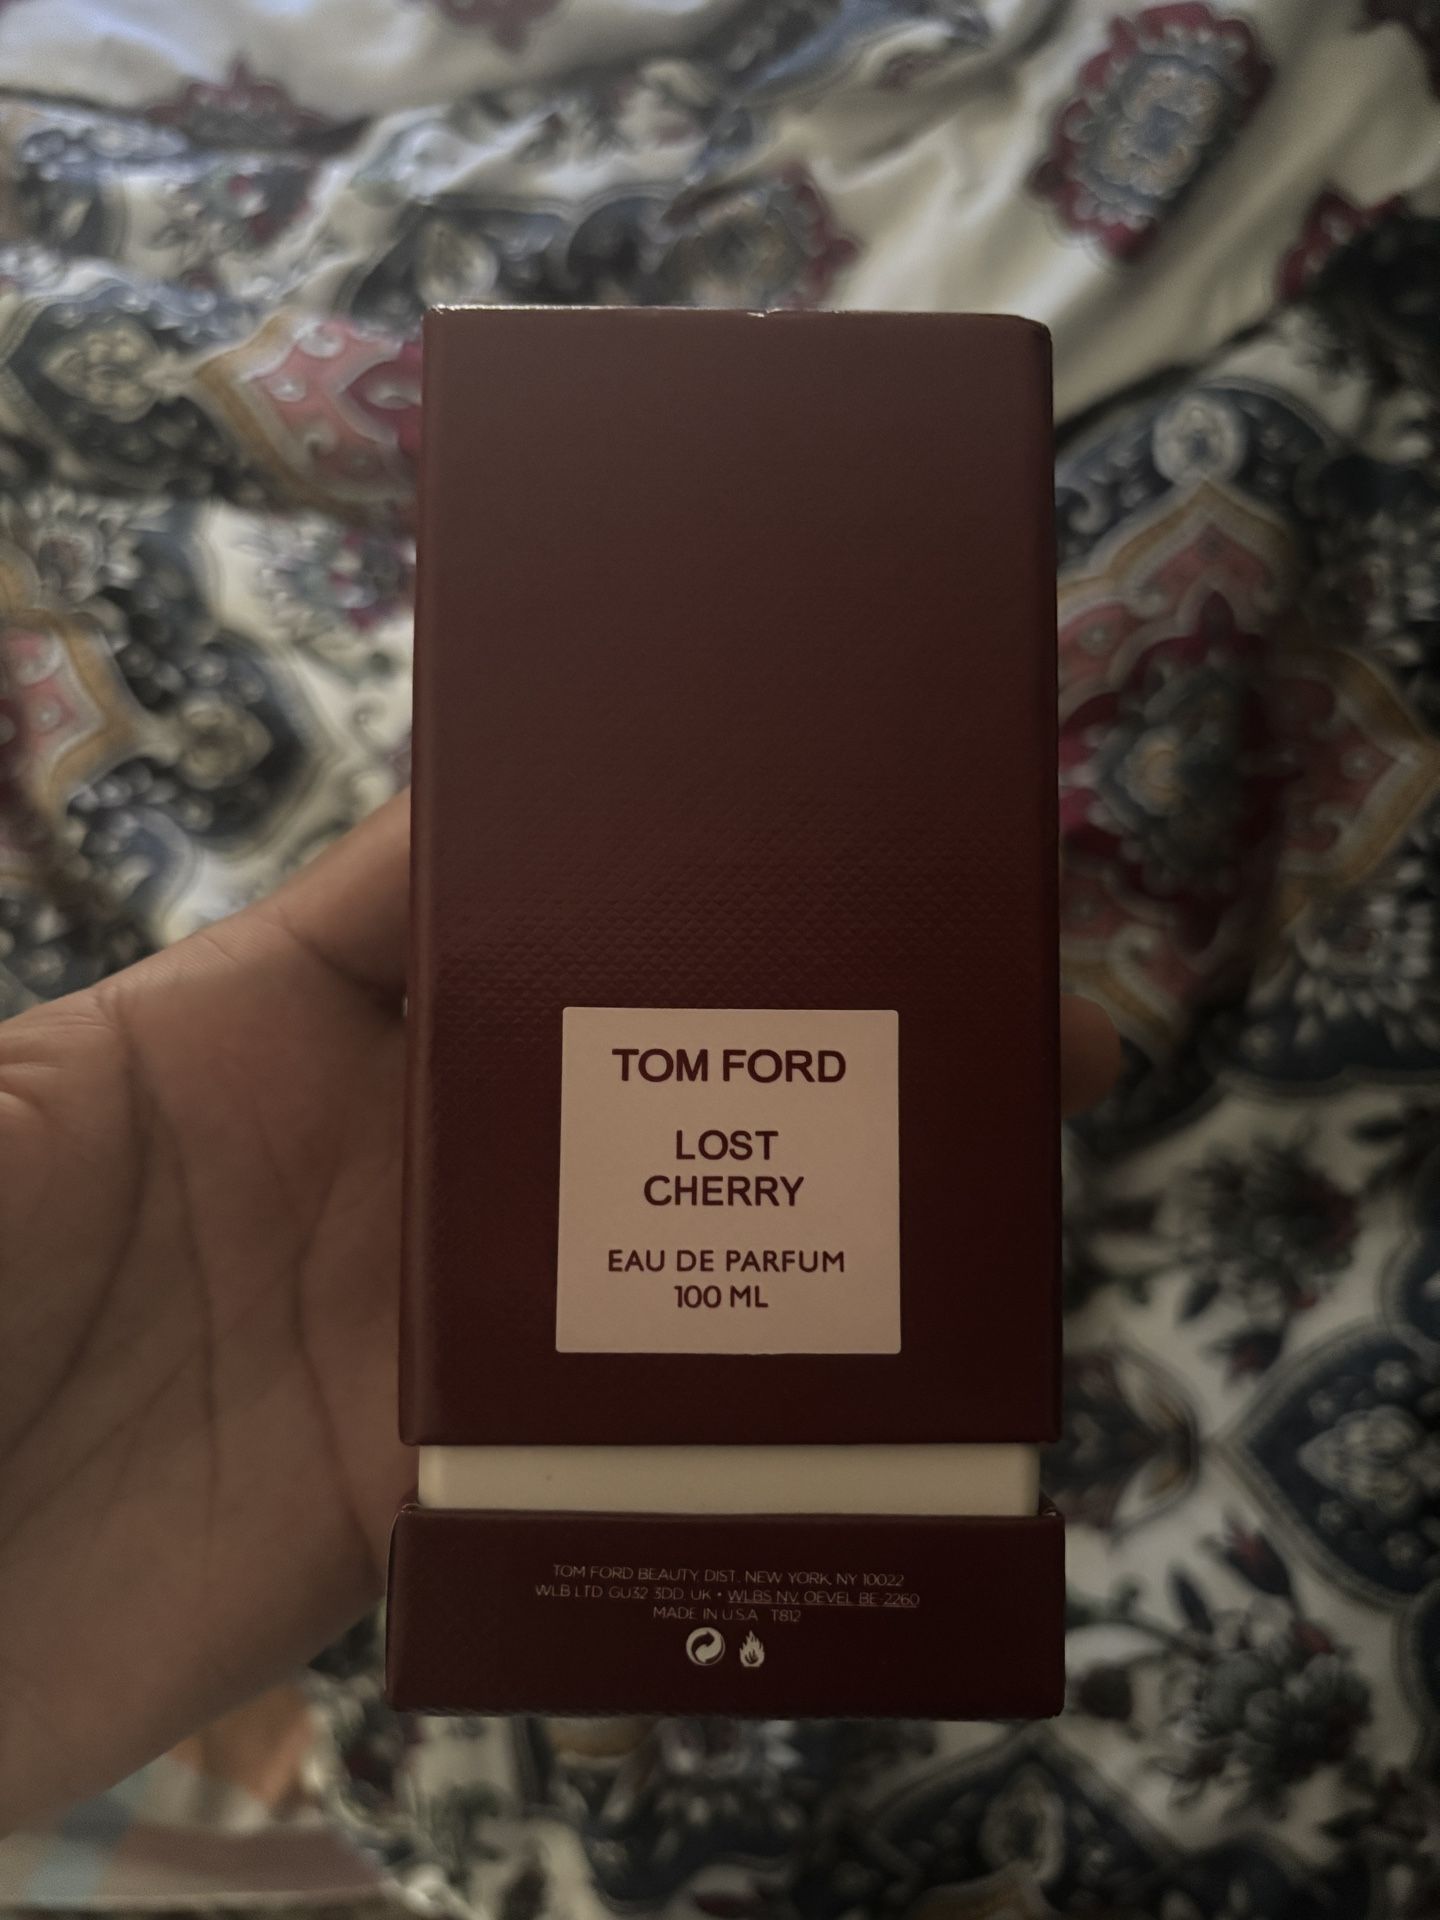 TOM FORD
LOST
CHERRY
EAU DE PARFUM
100 ML
TOM FORD BEAUTY, DIST. NEW YORK, NY 10022
WLB LTD GU32 3DD, UK • WLBS NV, OEVEL BE-2260
MADE IN U.S.A T812